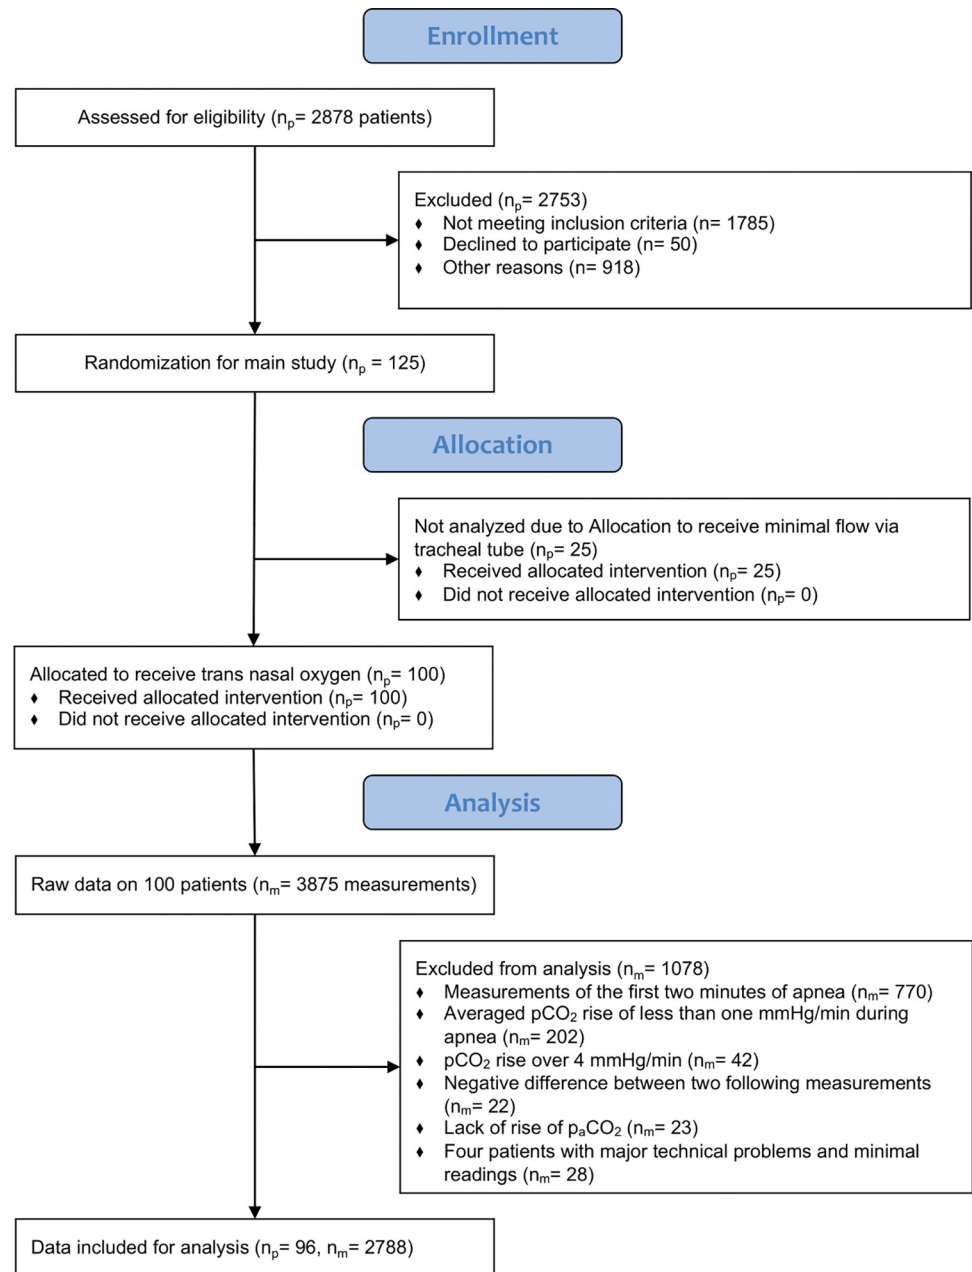 Enrollment
Assessed for eligibility (nₚ= 2878 patients)
Excluded (nₚ= 2753)
♦ Not meeting inclusion criteria (n= 1785)
♦ Declined to participate (n= 50)
♦ Other reasons (n= 918)
Randomization for main study (nₚ = 125)
Allocation
Not analyzed due to Allocation to receive minimal flow via
tracheal tube (nₚ= 25)
♦ Received allocated intervention (nₚ= 25)
♦ Did not receive allocated intervention (nₚ= 0)
Allocated to receive trans nasal oxygen (nₚ= 100)
♦ Received allocated intervention (nₚ= 100)
♦ Did not receive allocated intervention (nₚ= 0)
Analysis
Raw data on 100 patients (nₘ = 3875 measurements)
Excluded from analysis (nₘ= 1078)
♦ Measurements of the first two minutes of apnea (nₘ= 770)
♦ Averaged pCO₂ rise of less than one mmHg/min during
apnea (nₘ= 202)
♦ pCO₂ rise over 4 mmHg/min (nₘ= 42)
♦ Negative difference between two following measurements
(nₘ= 22)
♦ Lack of rise of pₐCO₂ (nₘ= 23)
♦ Four patients with major technical problems and minimal
readings (nₘ= 28)
Data included for analysis (nₚ= 96, nₘ= 2788)